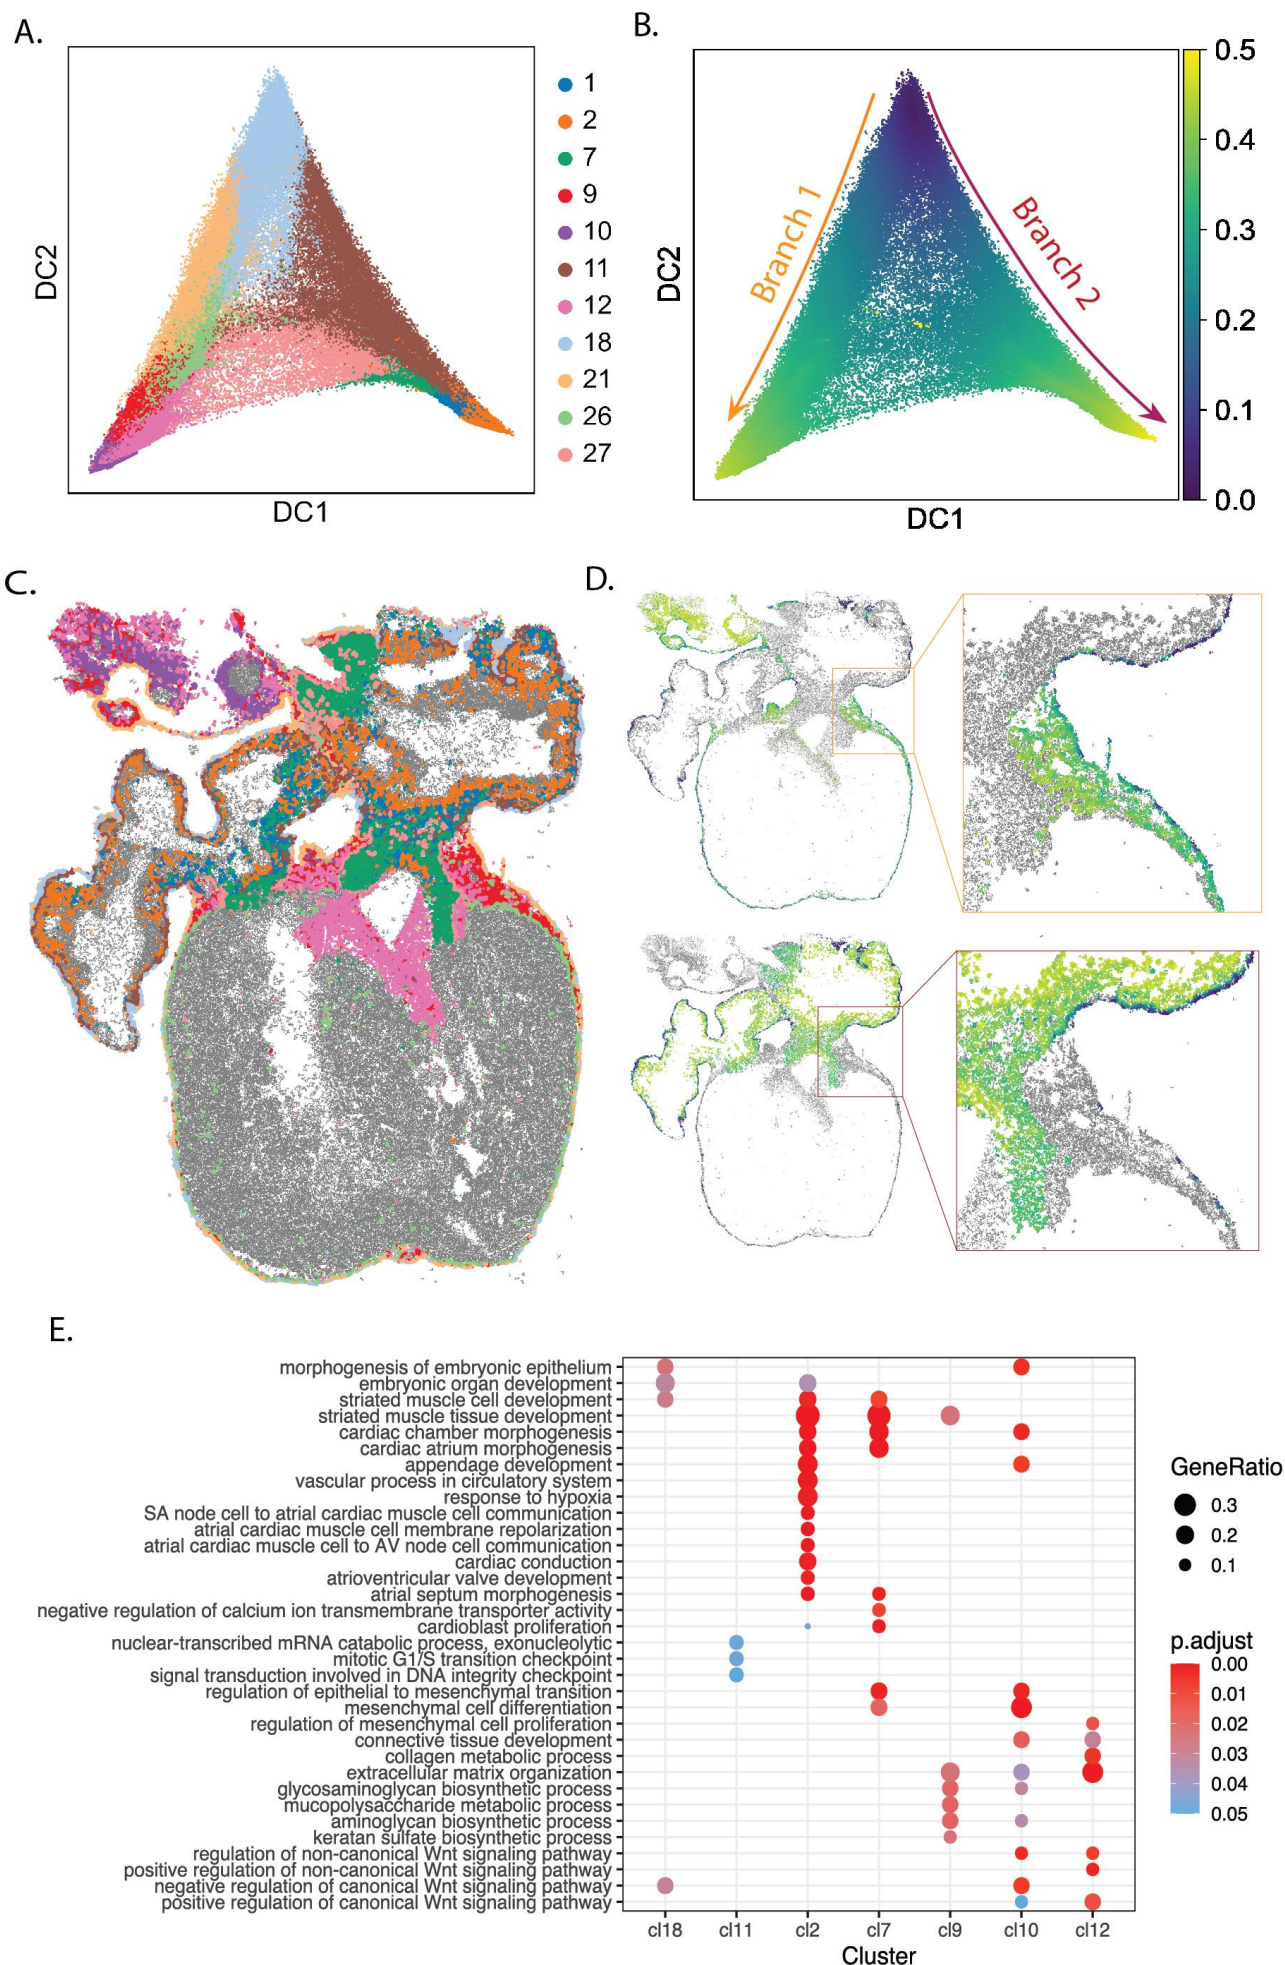 A.
DC2
DC1
1
2
7
9
10
11
12
18
21
26
27
B.
DC2
DC1
Branch 1
Branch 2
0.5
0.4
0.3
0.2
0.1
0.0
C.
D.
E.
morphogenesis of embryonic epithelium
embryonic organ development
striated muscle cell development
striated muscle tissue development
cardiac chamber morphogenesis
cardiac atrium morphogenesis
appendage development
vascular process in circulatory system
response to hypoxia
SA node cell to atrial cardiac muscle cell communication
atrial cardiac muscle cell membrane repolarization
atrial cardiac muscle cell to AV node cell communication
cardiac conduction
atrioventricular valve development
atrial septum morphogenesis
negative regulation of calcium ion transmembrane transporter activity
cardioblast proliferation
nuclear-transcribed mRNA catabolic process, exonucleolytic
mitotic G1/S transition checkpoint
signal transduction involved in DNA integrity checkpoint
regulation of epithelial to mesenchymal transition
mesenchymal cell differentiation
regulation of mesenchymal cell proliferation
connective tissue development
collagen metabolic process
extracellular matrix organization
glycosaminoglycan biosynthetic process
mucopolysaccharide metabolic process
aminoglycan biosynthetic process
keratan sulfate biosynthetic process
regulation of non-canonical Wnt signaling pathway
positive regulation of non-canonical Wnt signaling pathway
negative regulation of canonical Wnt signaling pathway
positive regulation of canonical Wnt signaling pathway
cl18
cl11
cl2
cl7
cl9
cl10
cl12
Cluster
GeneRatio
0.3
0.2
0.1
p.adjust
0.00
0.01
0.02
0.03
0.04
0.05